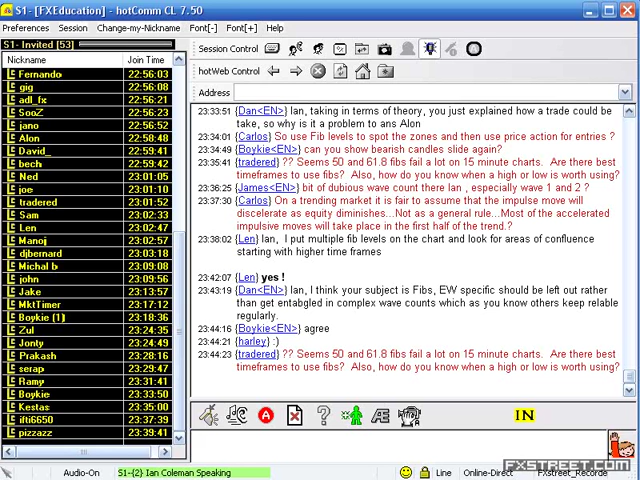 S1- [FXEducation] - hotComm CL 7.50
Preferences Session Change-my-Nickname Font[-] Font[+] Help
S1- Invited [53]
Nickname Join Time
Fernando 22:56:03
gig 22:56:08
adl_fx 22:56:21
SooZ 22:56:23
jano 22:56:52
Alon 22:58:48
David_ 22:59:41
bech 22:59:42
Ned 23:01:05
joe 23:01:10
tradered 23:01:52
Sam 23:02:33
Len 23:02:47
Manoj 23:02:57
djbernard 23:03:18
Michal b 23:09:08
john 23:09:56
Jake 23:13:57
MktTimer 23:17:12
Boykie (1) 23:18:36
Zul 23:24:35
Jonty 23:24:49
Prakash 23:28:16
serap 23:29:47
Ramy 23:31:41
Boykie 23:33:50
Kestas 23:35:00
ifti6650 23:37:39
pizzazz 23:39:41
Session Control
hotWeb Control
Address
23:33:51 {Dan<EN>} Ian, taking in terms of theory, you just explained how a trade could be
take, so why is it a problem to ans Alon
23:34:01 {Carlos} So use Fib levels to spot the zones and then use price action for entries ?
23:34:49 {Boykie<EN>} can you show bearish candles slide again?
23:35:41 {tradered} ?? Seems 50 and 61.8 fibs fail a lot on 15 minute charts. Are there best
timeframes to use fibs? Also, how do you know when a high or low is worth using?
23:36:25 {James<EN>} bit of dubious wave count there Ian , especially wave 1 and 2 ?
23:37:30 {Carlos} On a trending market it is fair to assume that the impulse move will
discelerate as equity diminishes...Not as a general rule...Most of the accelerated
impulsive moves will take place in the first half of the trend.?
23:38:02 {Len} Ian, I put multiple fib levels on the chart and look for areas of confluence
starting with higher time frames
23:42:07 {Len} yes !
23:43:19 {Dan<EN>} Ian, I think your subject is Fibs, EW specific should be left out rather
than get entabgled in complex wave counts which as you know others keep relable
regularly.
23:44:16 {Boykie<EN>} agree
23:44:21 {harley} :)
23:44:23 {tradered} ?? Seems 50 and 61.8 fibs fail a lot on 15 minute charts. Are there best
timeframes to use fibs? Also, how do you know when a high or low is worth using?
A ? Æ IN
FXSTREET.COM
Audio-On S1-{2} Ian Coleman Speaking Line Online-Direct Fxstreet_Recorde